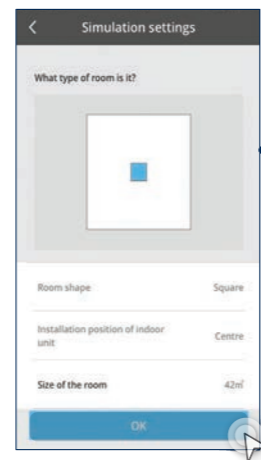 Simulation settings
What type of room is it?
Room shape Square
Installation position of indoor
unit Centre
Size of the room 42㎡
OK